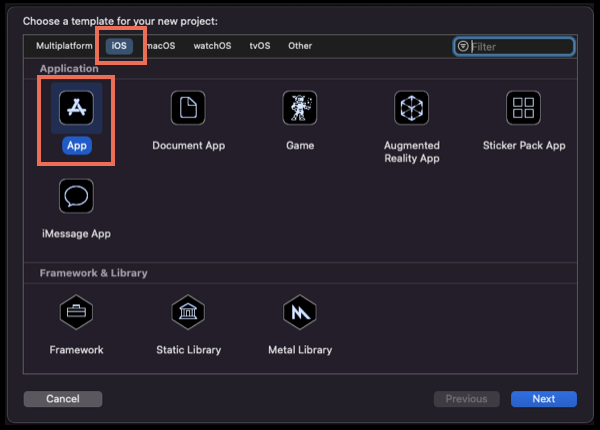 Choose a template for your new project:
Multiplatform iOS macOS watchOS tvOS Other Filter
Application
App Document App Game Augmented Reality App Sticker Pack App
iMessage App
Framework & Library
Framework Static Library Metal Library
Cancel Previous Next